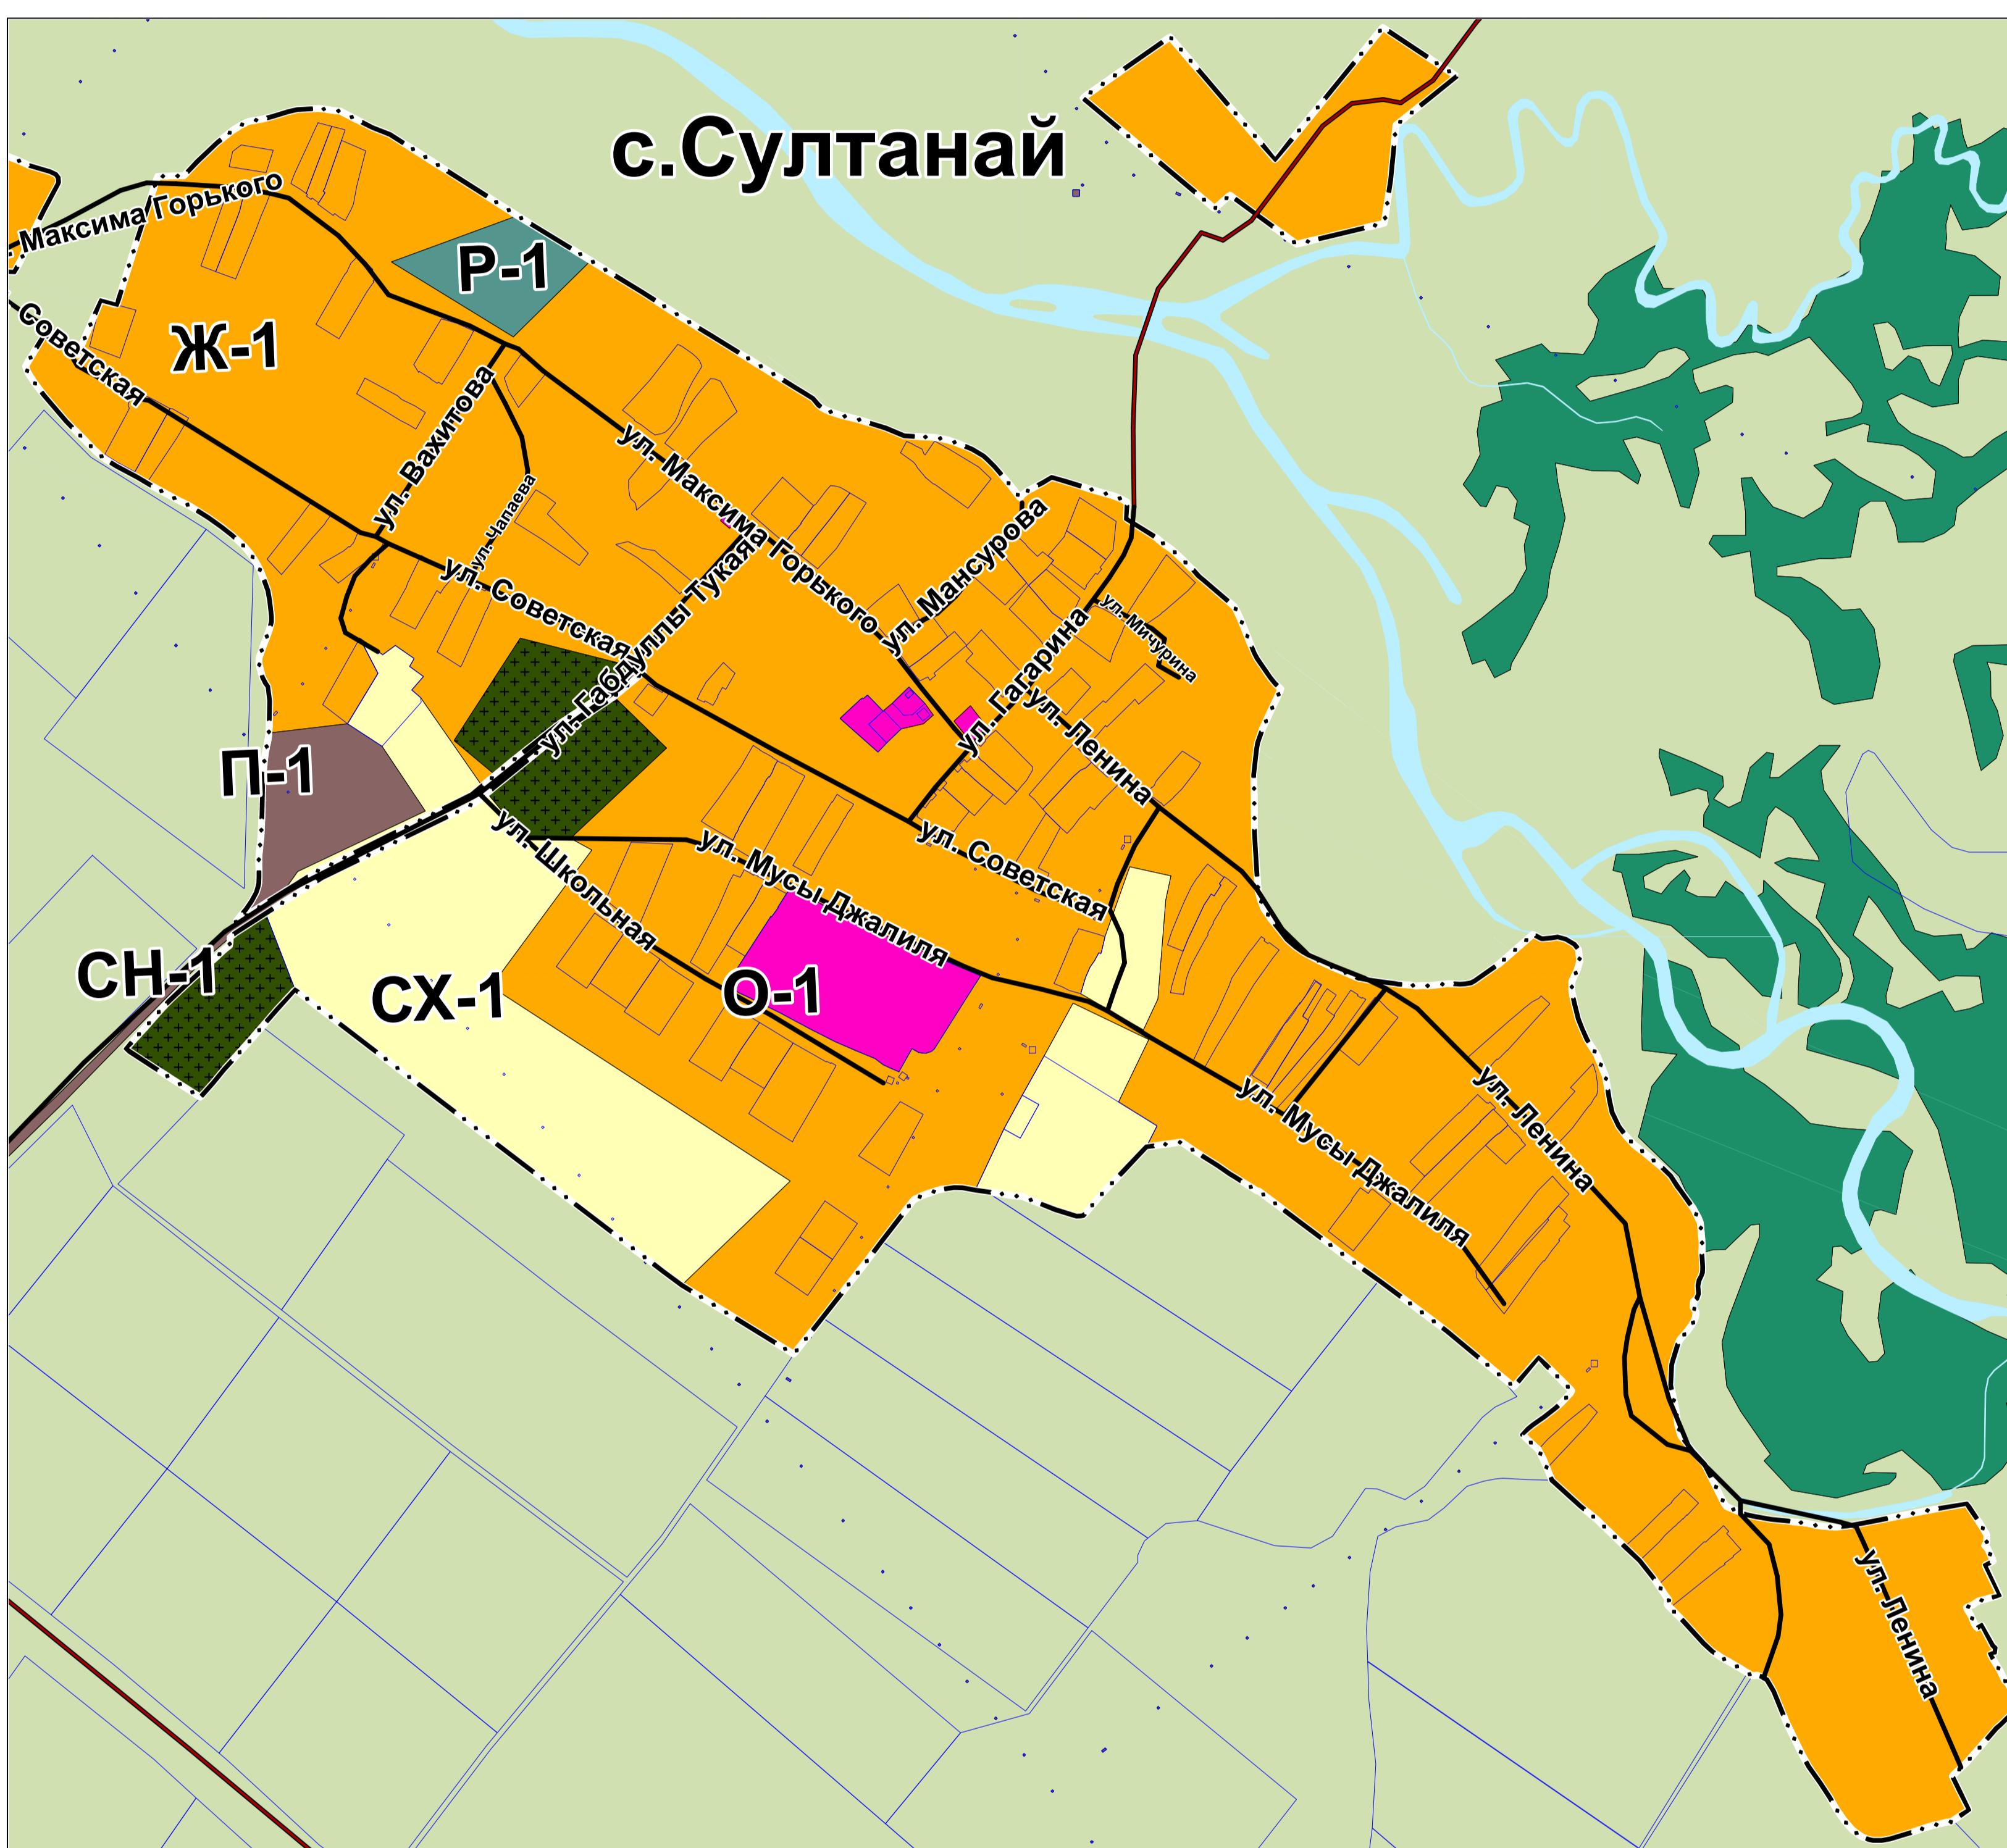 с.Султанай
Максима Горького
Р-1
Советская
Ж-1
ул. Вахитова
ул. Чапаева
ул. Максима Горького
ул. Мансурова
ул. Советская
ул. Габдуллы Тукая
ул. Гагарина
ул. Мичурина
ул. Ленина
П-1
ул. Школьная
ул. Мусы Джалиля
ул. Советская
СН-1
СХ-1
О-1
ул. Мусы Джалиля
ул. Ленина
ул. Ленина